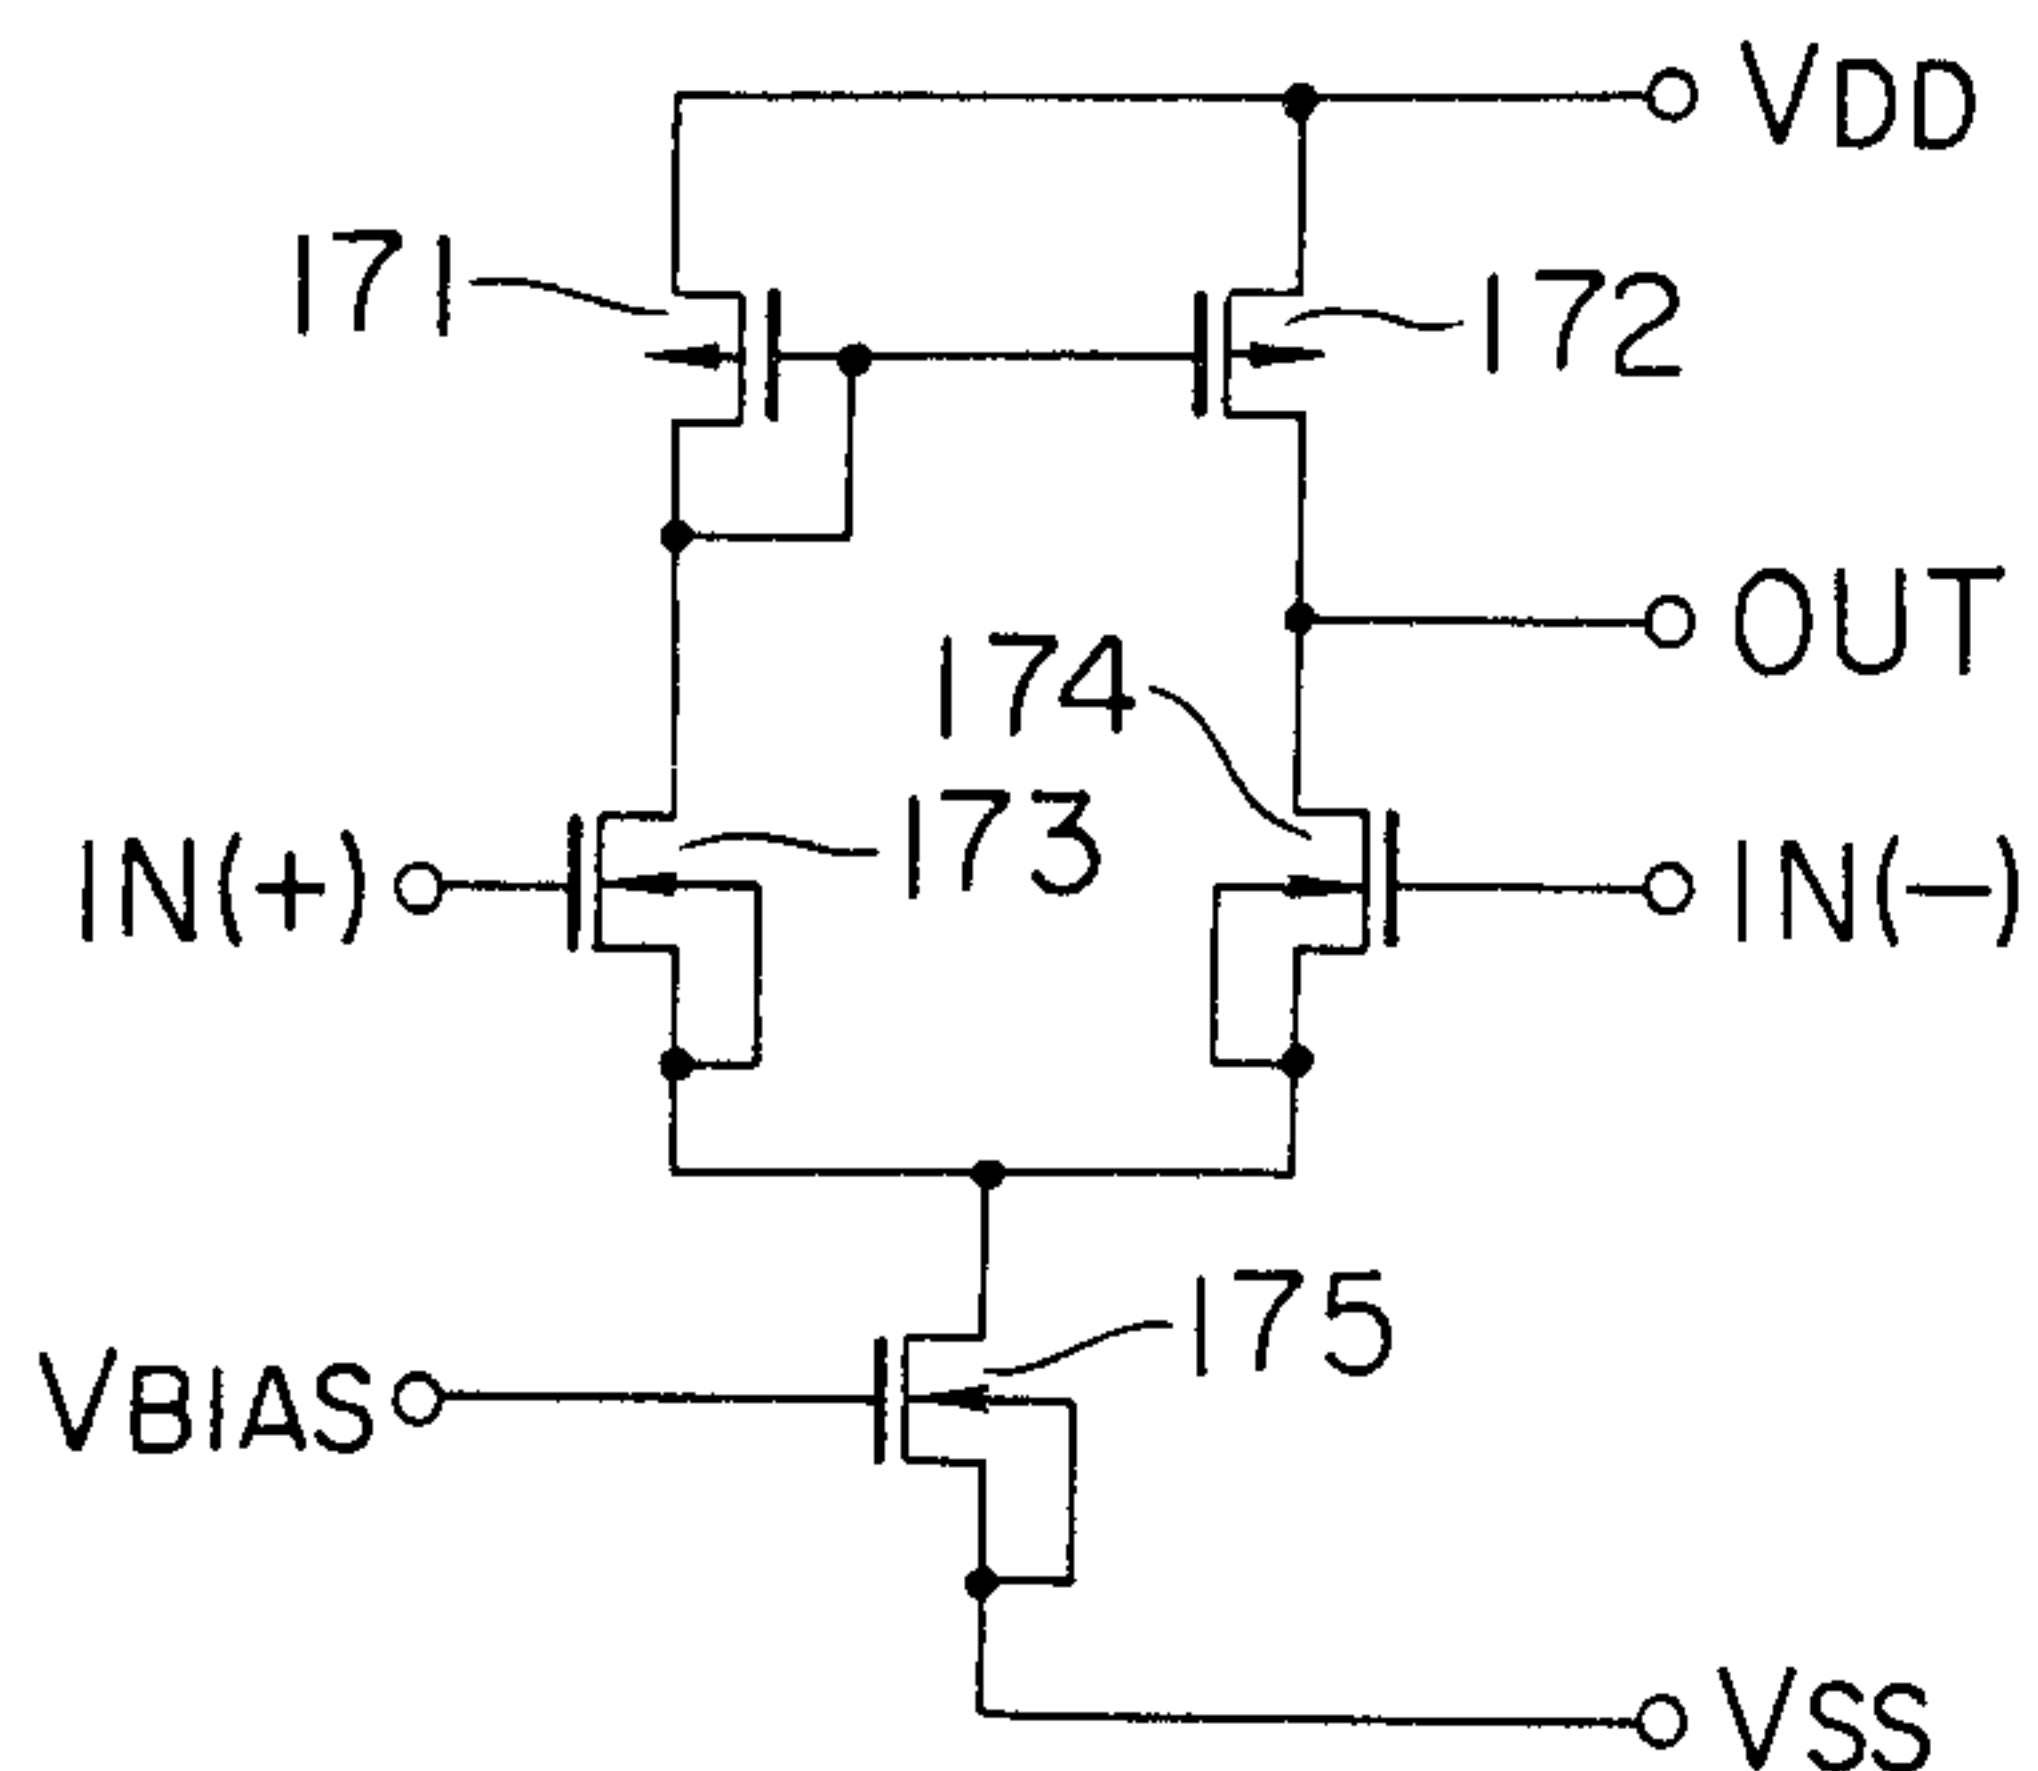 VDD
171
172
OUT
174
173
IN(+)
IN(−)
175
VBIAS
VSS